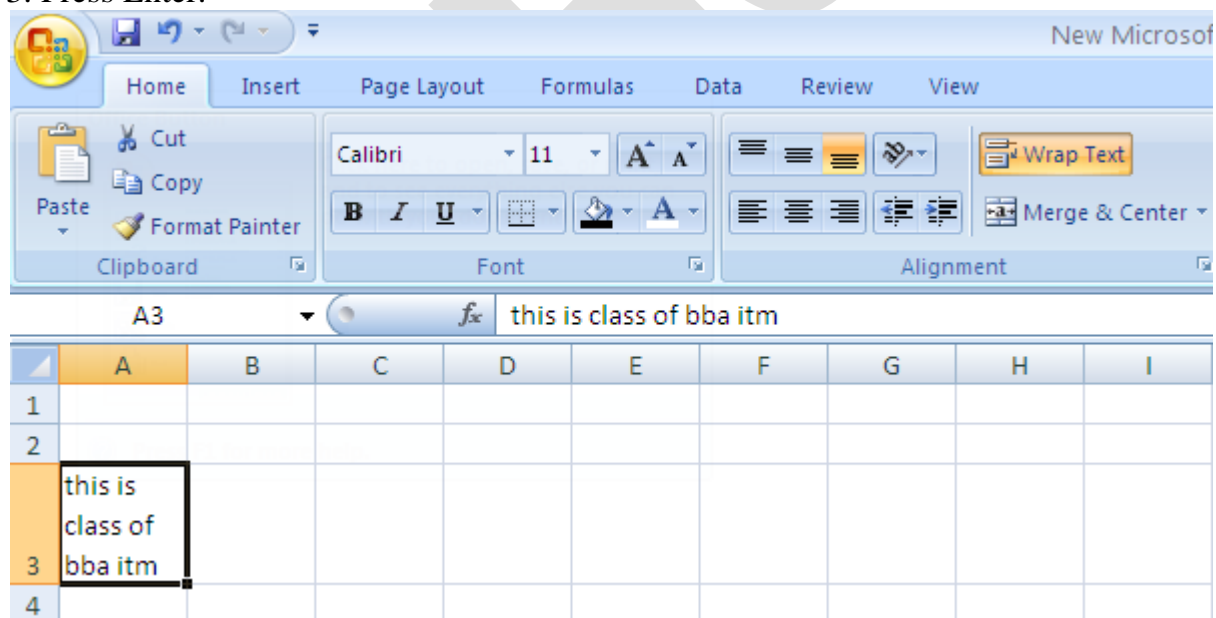 3. Press Enter.
New Microsof
Home Insert Page Layout Formulas Data Review View
Cut
Copy
Paste
Format Painter
Calibri 11 A A
Wrap Text
B I U A
Merge & Center
Clipboard Font Alignment
A3 fx this is class of bba itm
A B C D E F G H I
1
2
3
this is
class of
bba itm
4